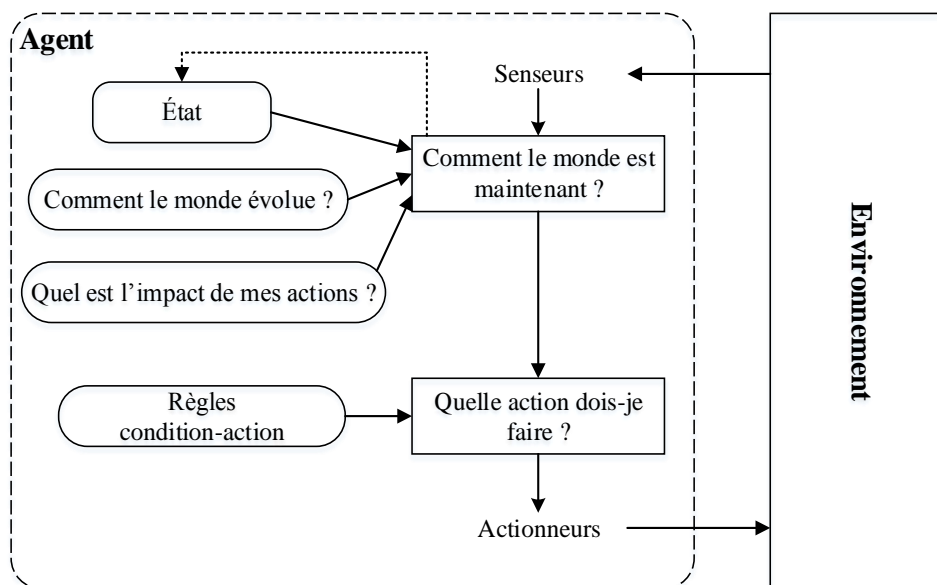 Agent
Senseurs
État
Comment le monde est
maintenant ?
Comment le monde évolue ?
Quel est l’impact de mes actions ?
Règles
condition-action
Quelle action dois-je
faire ?
Actionneurs
Environnement